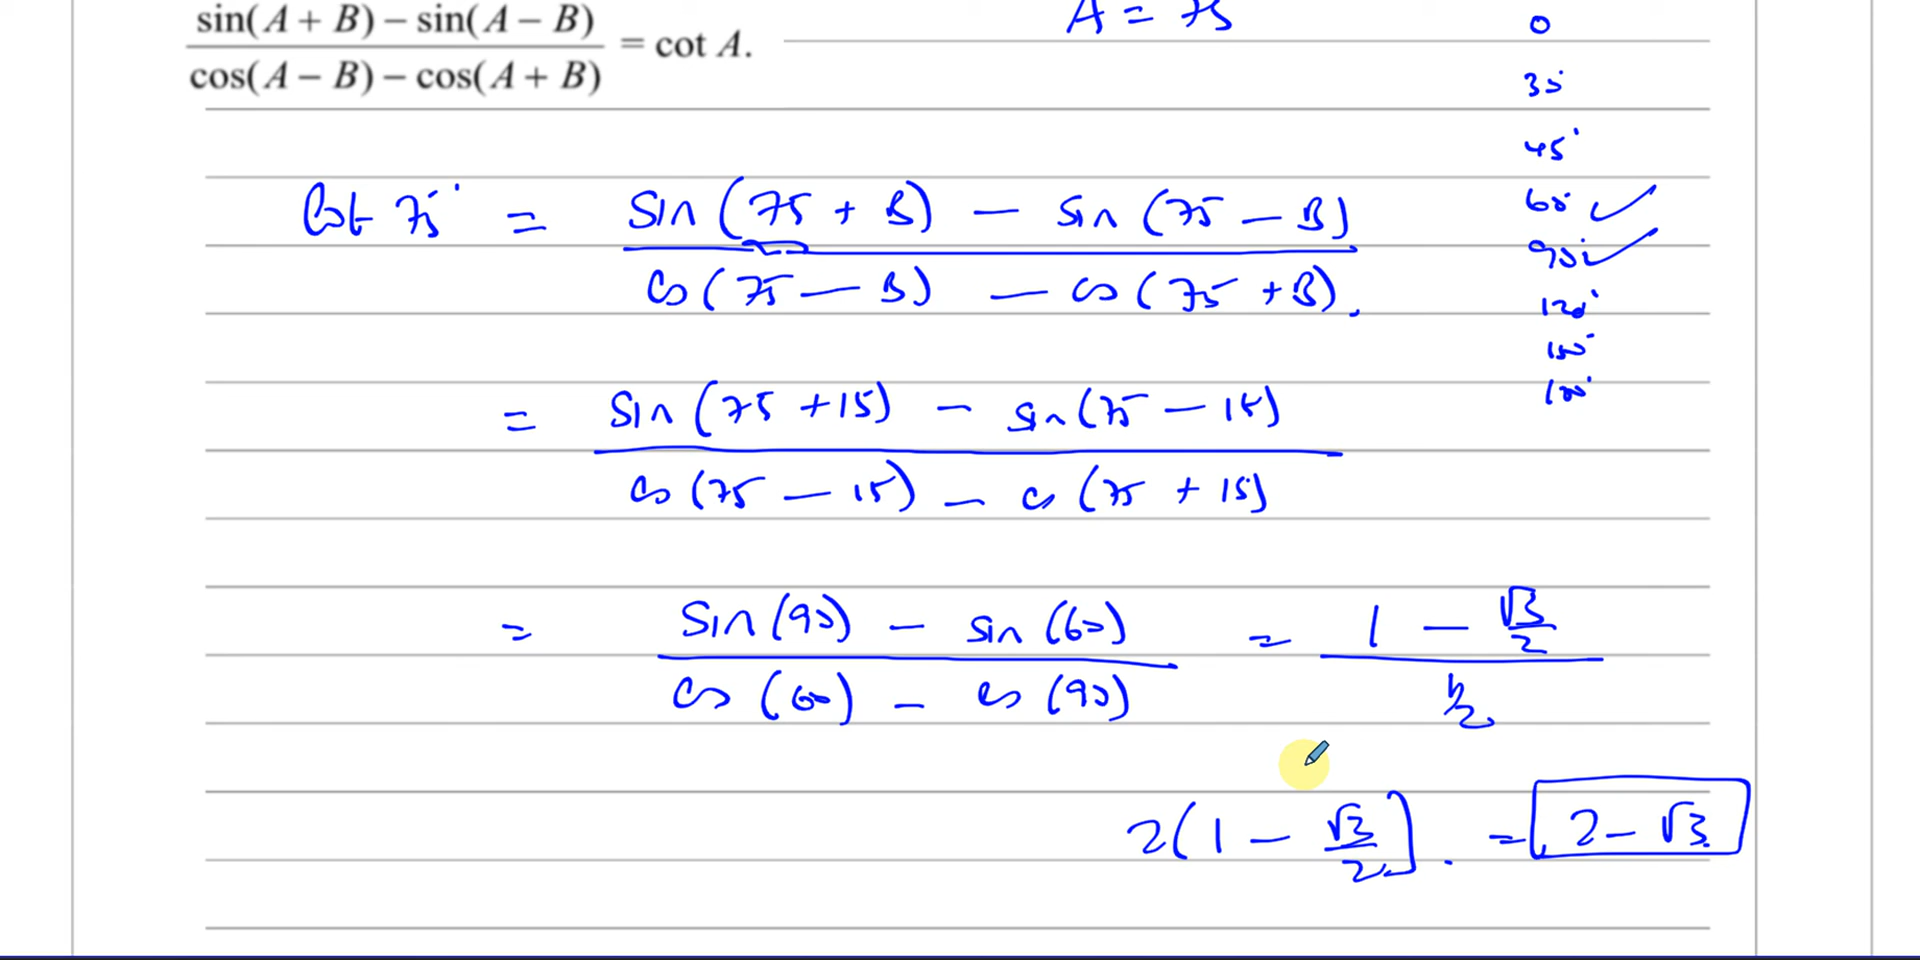 sin(A + B) − sin(A − B) / cos(A − B) − cos(A + B) = cot A.
A = 75
0
30
45°
60° ✓
90° ✓
120°
150°
180°
Cot 75° = sin(75 + B) − sin(75 − B) / cos(75 − B) − cos(75 + B).
= sin(75 + 15) − sin(75 − 15) / cos(75 − 15) − cos(75 + 15)
= sin(90) − sin(60) / cos(60) − cos(90) = 1 − √3/2 / 1/2
2(1 − √3/2). = 2 − √3